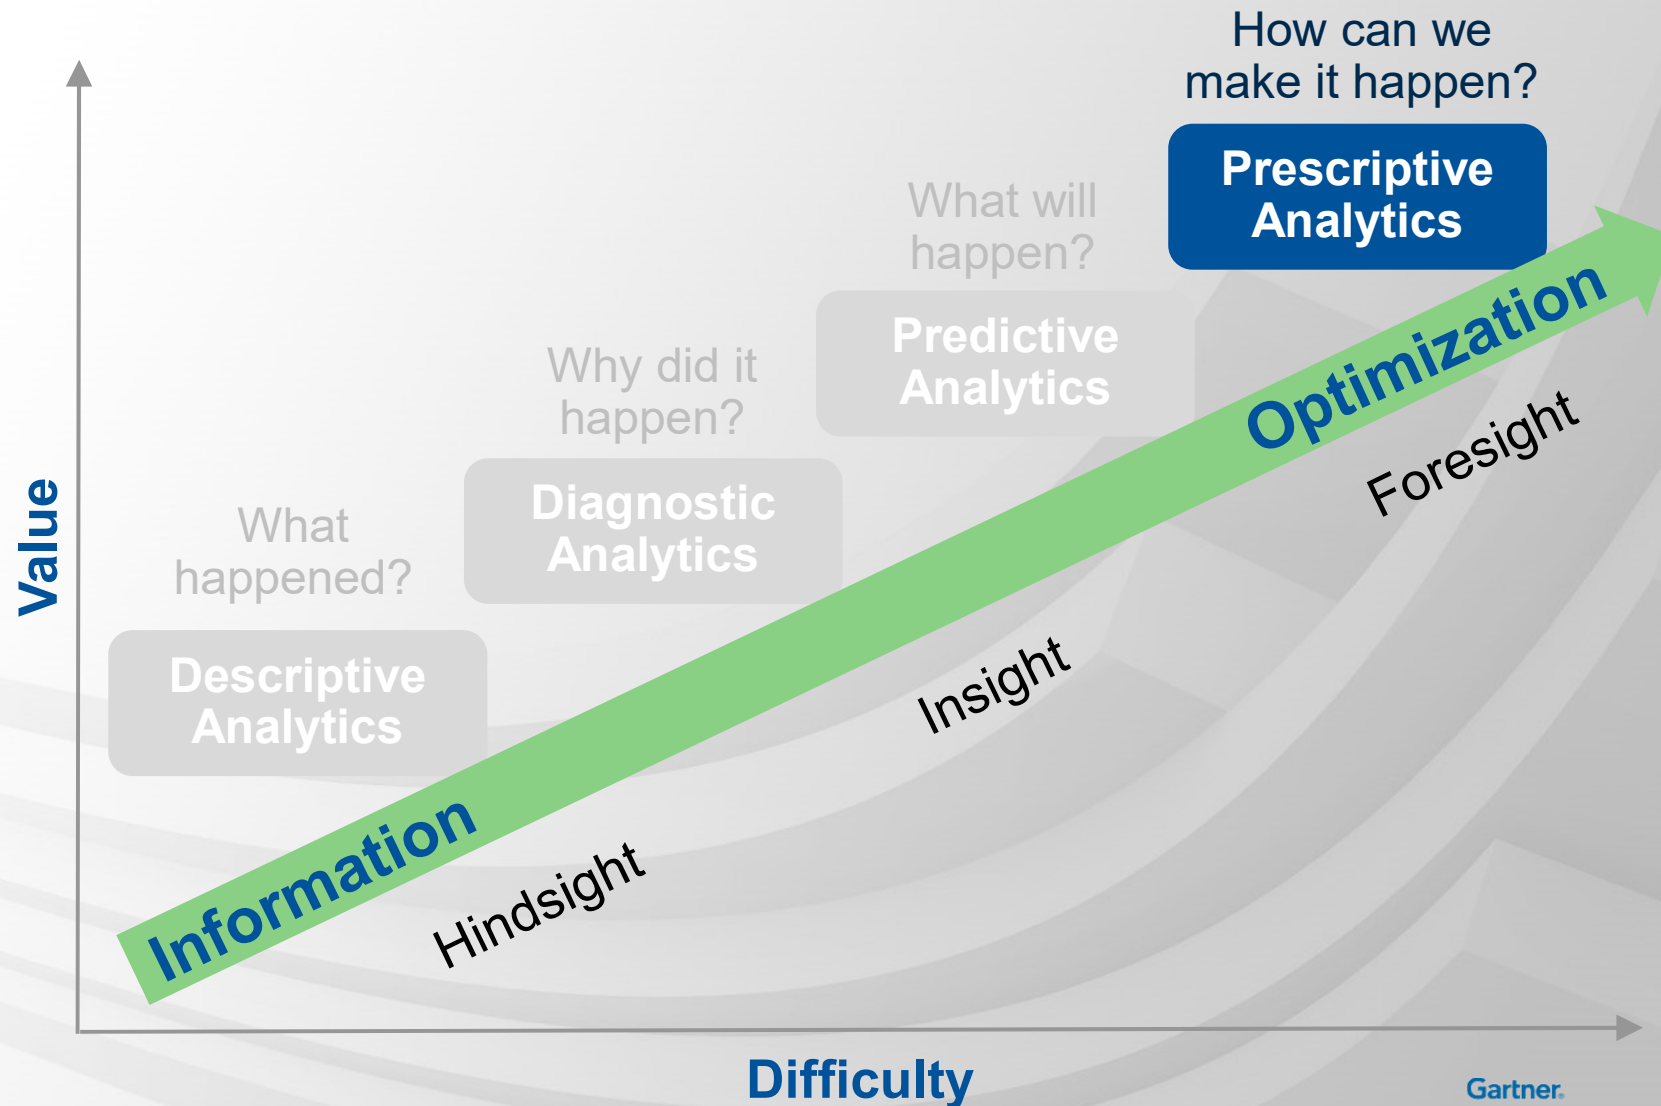 How can we
make it happen?
Prescriptive
Analytics
What will
happen?
Predictive
Analytics
Why did it
happen?
Diagnostic
Analytics
What
happened?
Descriptive
Analytics
Value
Information
Optimization
Hindsight
Insight
Foresight
Difficulty
Gartner.